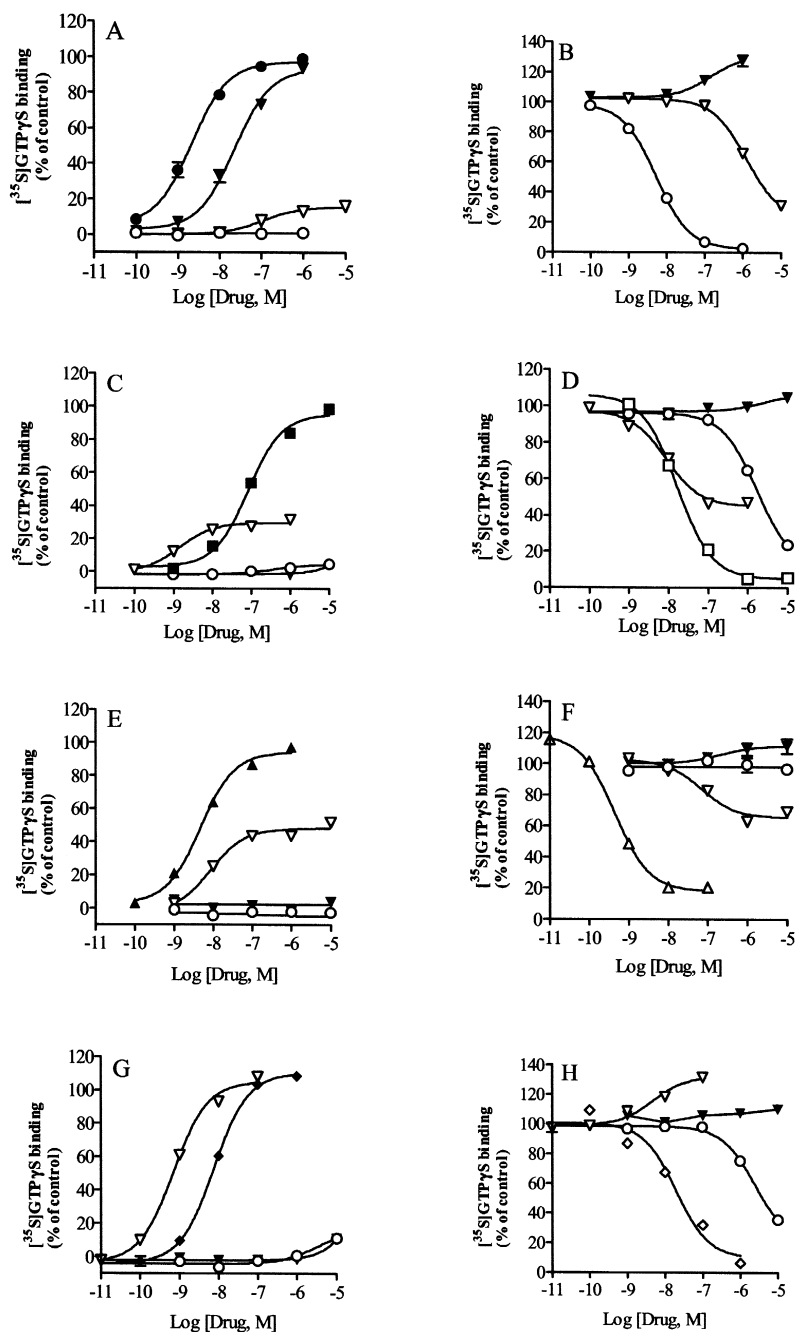 A
[³⁵S]GTPγS binding
(% of control)
120
100
80
60
40
20
0
-11 -10 -9 -8 -7 -6 -5
Log [Drug, M]
B
[³⁵S]GTPγS binding
(% of control)
140
120
100
80
60
40
20
0
-11 -10 -9 -8 -7 -6 -5
Log [Drug, M]
C
[³⁵S]GTPγS binding
(% of control)
120
100
80
60
40
20
0
-11 -10 -9 -8 -7 -6 -5
Log [Drug, M]
D
[³⁵S]GTPγS binding
(% of control)
120
100
80
60
40
20
0
-11 -10 -9 -8 -7 -6 -5
Log [Drug, M]
E
[³⁵S]GTPγS binding
(% of control)
120
100
80
60
40
20
0
-11 -10 -9 -8 -7 -6 -5
Log [Drug, M]
F
[³⁵S]GTPγS binding
(% of control)
140
120
100
80
60
40
20
0
-11 -10 -9 -8 -7 -6 -5
Log [Drug, M]
G
[³⁵S]GTPγS binding
(% of control)
120
100
80
60
40
20
0
-11 -10 -9 -8 -7 -6 -5
Log [Drug, M]
H
[³⁵S]GTPγS binding
(% of control)
140
120
100
80
60
40
20
0
-11 -10 -9 -8 -7 -6 -5
Log [Drug, M]